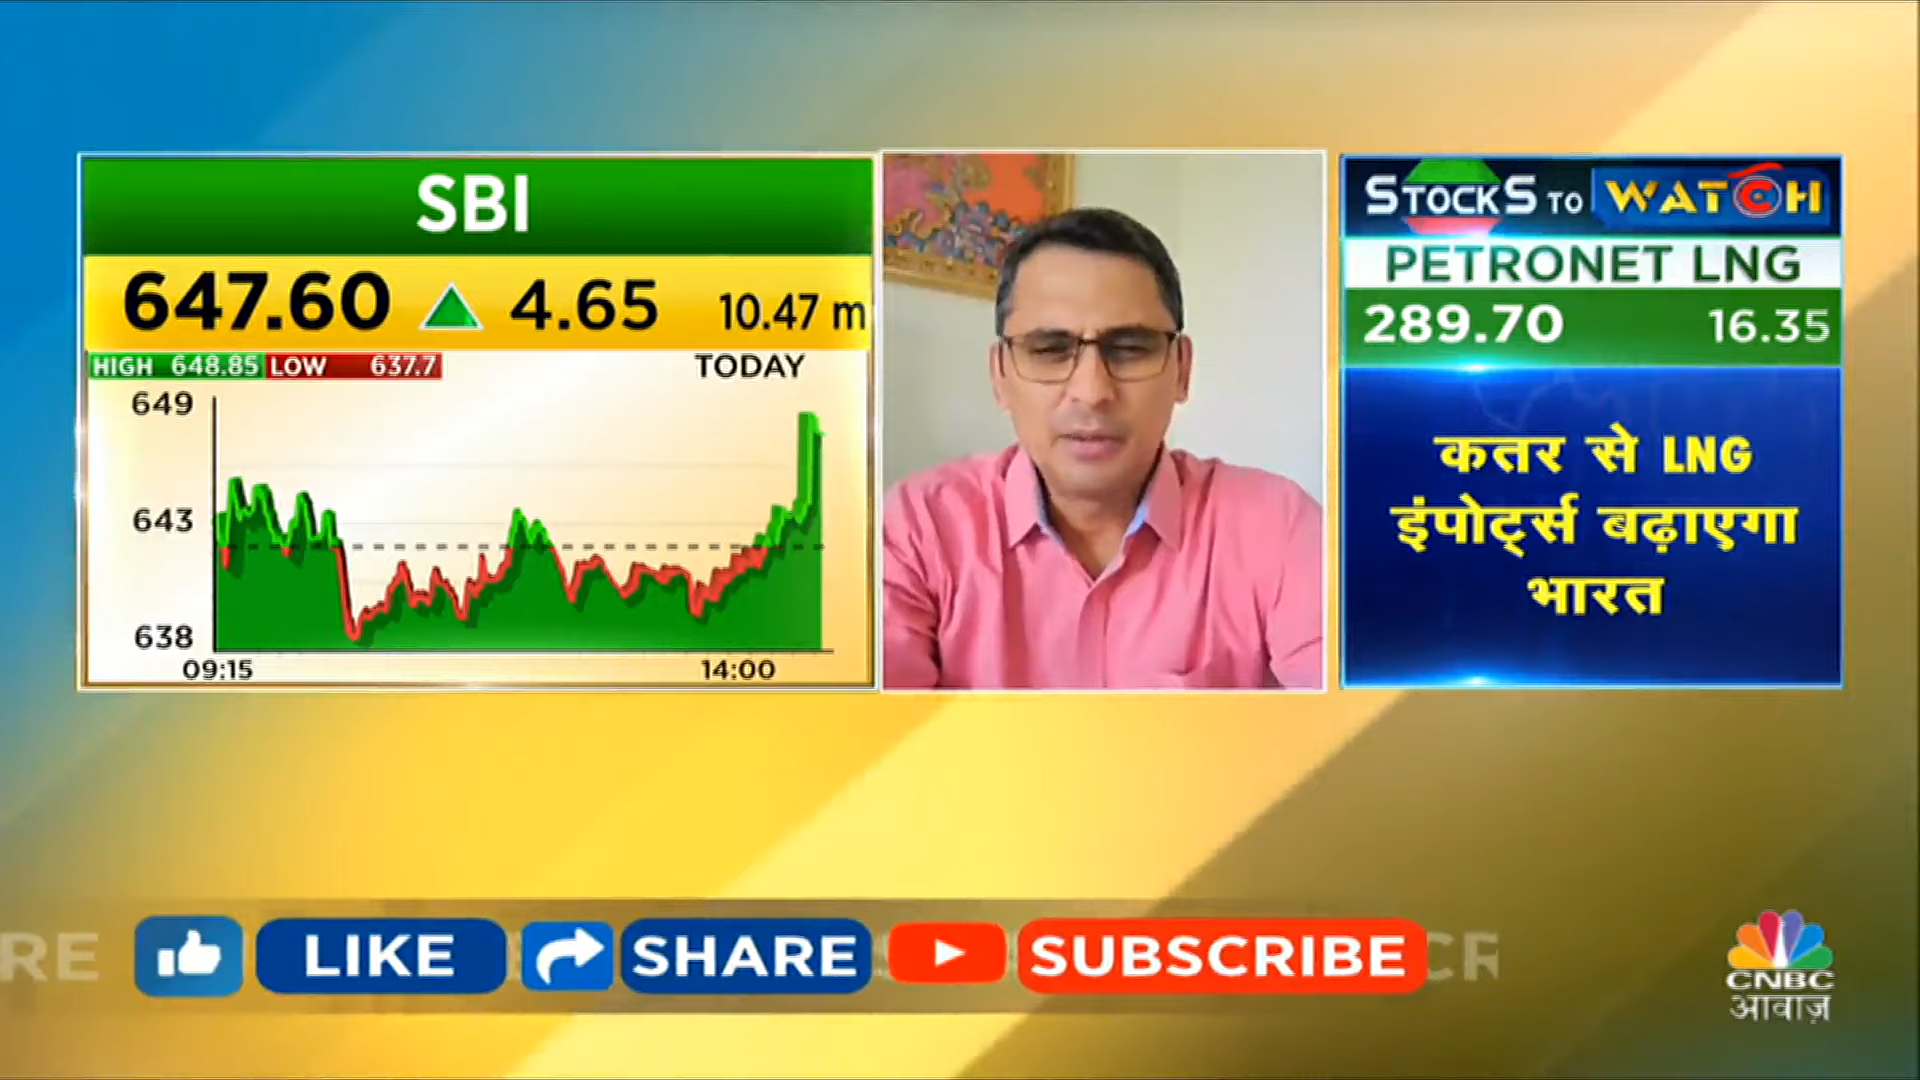 SBI
647.60 ▲ 4.65 10.47 m
HIGH 648.85 LOW 637.7 TODAY
649
643
638
09:15 14:00
STOCKS TO WATCH
PETRONET LNG
289.70 16.35
कतर से LNG
इंपोर्ट्स बढ़ाएगा
भारत
RE LIKE SHARE SUBSCRIBE CR
CNBC
आवाज़